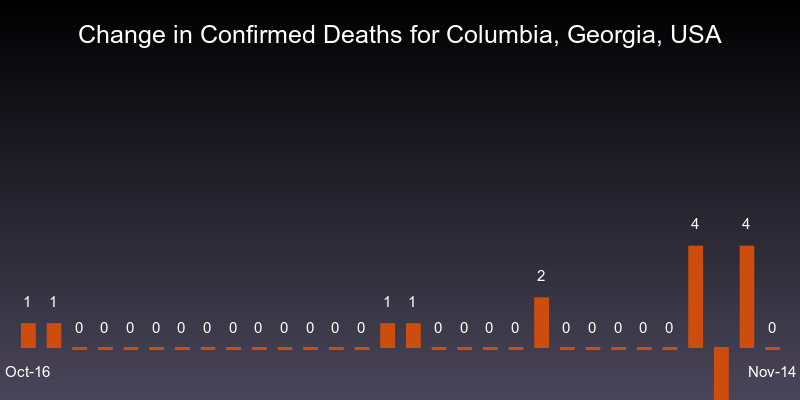 Change in Confirmed Deaths for Columbia, Georgia, USA
4 4
2
1 1 1 1
0 0 0 0 0 0 0 0 0 0 0 0 0 0 0 0 0 0 0 0 0 0
Oct-16 Nov-14